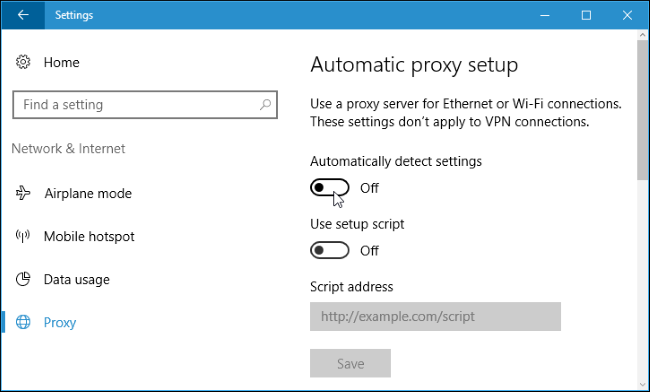 Settings
Home
Find a setting
Network & Internet
Airplane mode
Mobile hotspot
Data usage
Proxy
Automatic proxy setup
Use a proxy server for Ethernet or Wi-Fi connections.
These settings don't apply to VPN connections.
Automatically detect settings
Off
Use setup script
Off
Script address
http://example.com/script
Save